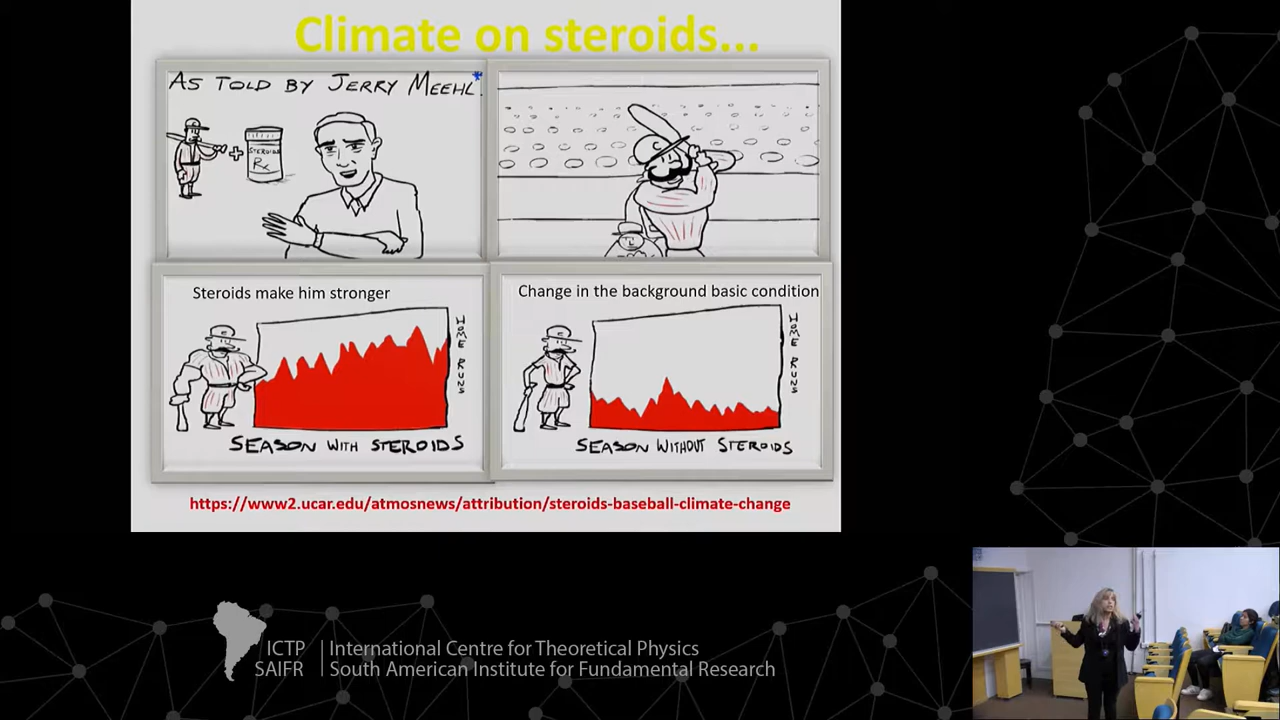 Climate on steroids...
AS TOLD BY JERRY MEEHL*.
STEROIDS
Rx
Steroids make him stronger
HOME RUNS
SEASON WITH STEROIDS
Change in the background basic condition
HOME RUNS
SEASON WITHOUT STEROIDS
https://www2.ucar.edu/atmosnews/attribution/steroids-baseball-climate-change
ICTP
SAIFR
International Centre for Theoretical Physics
South American Institute for Fundamental Research